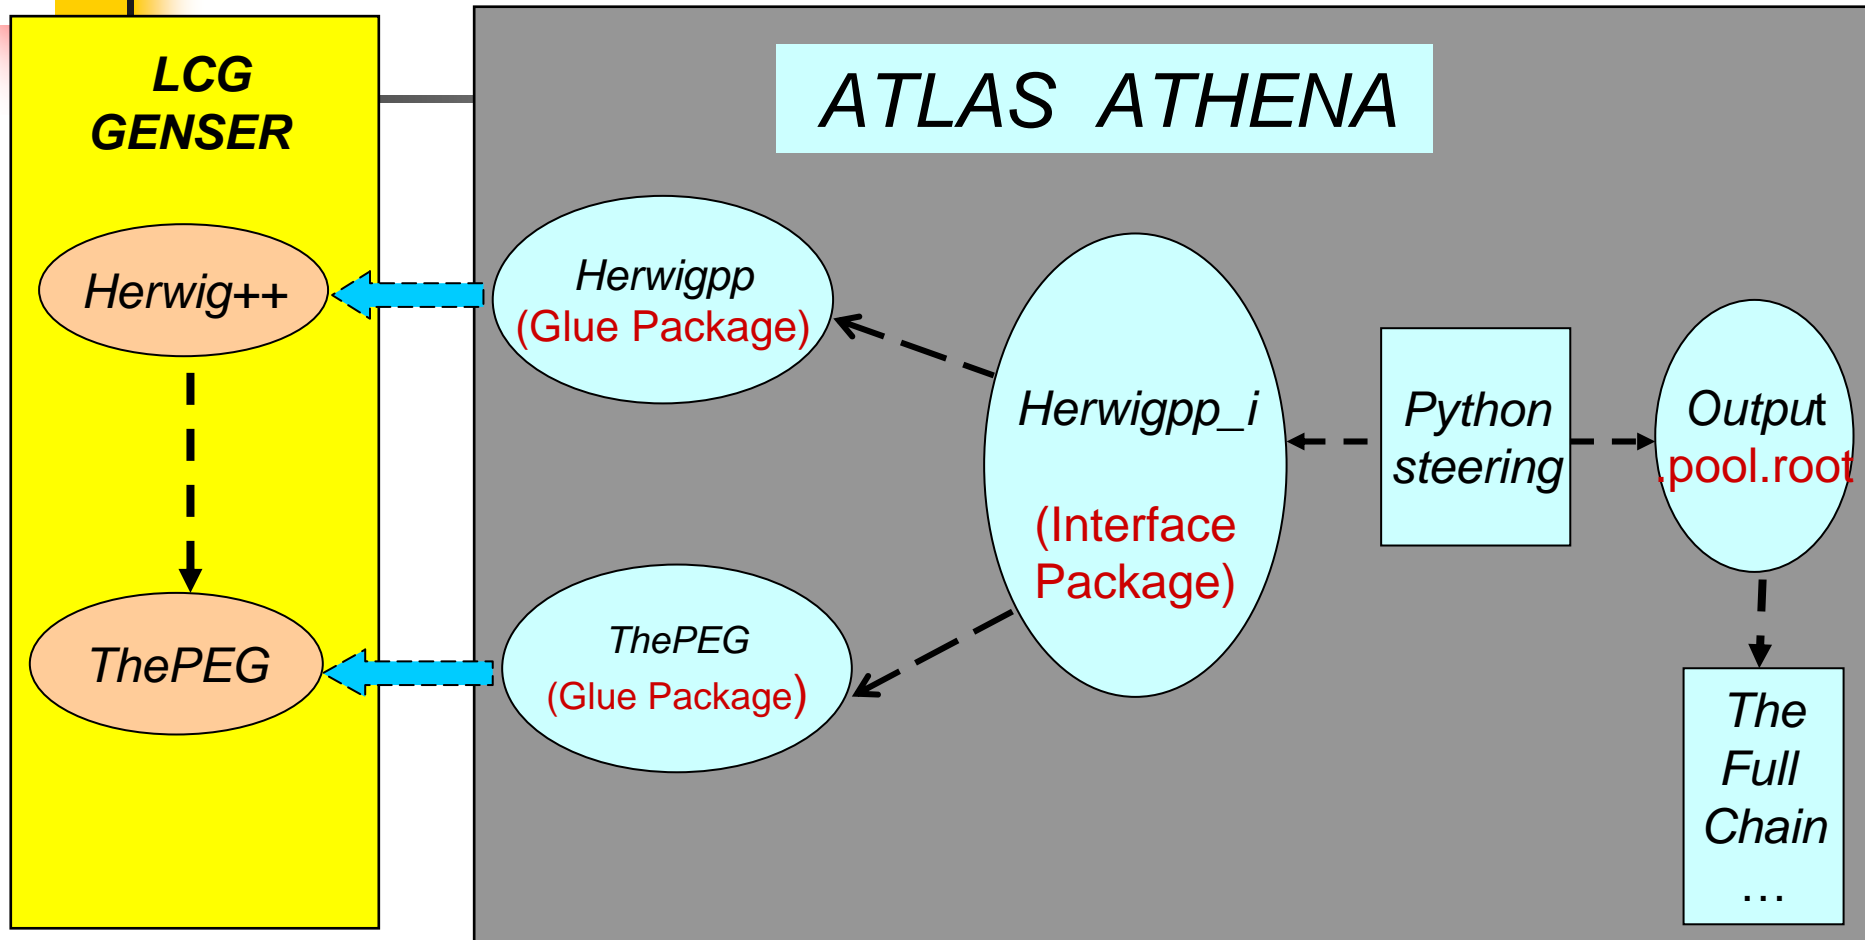 LCG
GENSER
ATLAS ATHENA
Herwig++
ThePEG
Herwigpp
(Glue Package)
ThePEG
(Glue Package)
Herwigpp_i
(Interface
Package)
Python
steering
Output
.pool.root
The
Full
Chain
…